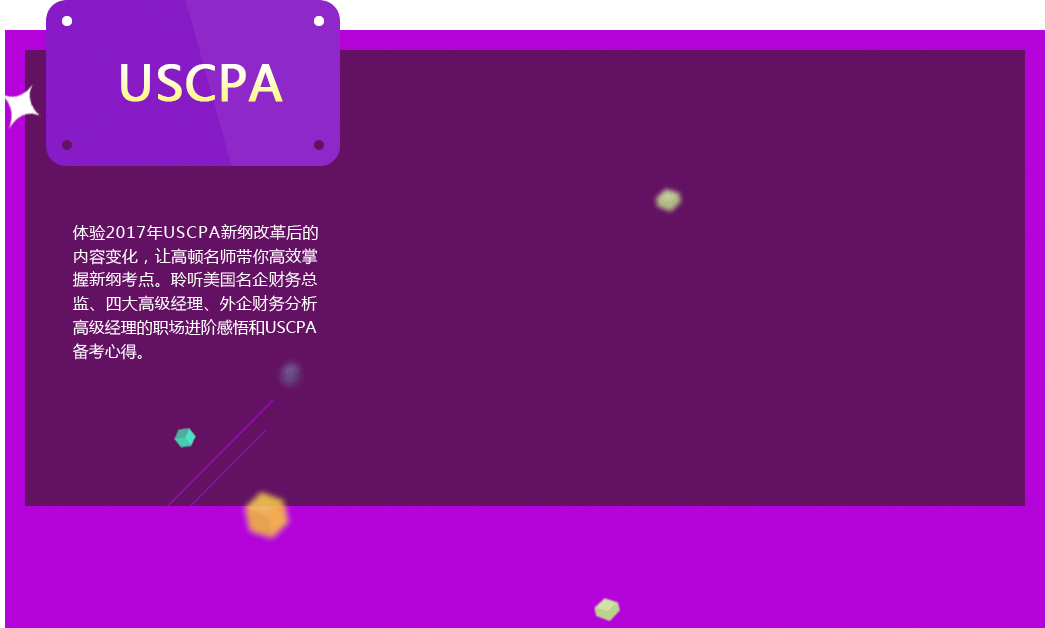 USCPA
体验2017年USCPA新纲改革后的
内容变化，让高顿名师带你高效掌
握新纲考点。聆听美国名企财务总
监、四大高级经理、外企财务分析
高级经理的职场进阶感悟和USCPA
备考心得。